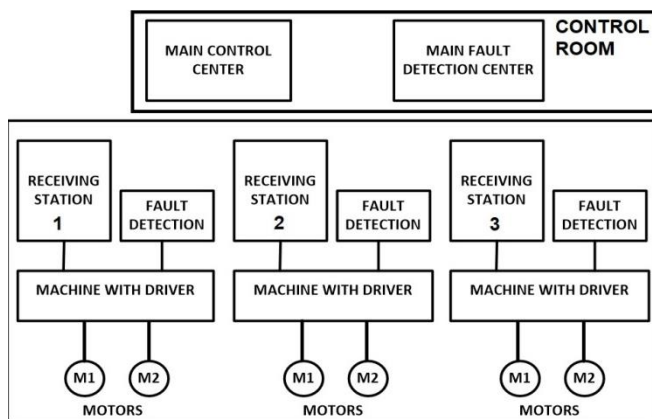 MAIN CONTROL
CENTER
MAIN FAULT
DETECTION CENTER
CONTROL
ROOM
RECEIVING
STATION
1
FAULT
DETECTION
RECEIVING
STATION
2
FAULT
DETECTION
RECEIVING
STATION
3
FAULT
DETECTION
MACHINE WITH DRIVER
MACHINE WITH DRIVER
MACHINE WITH DRIVER
M1
M2
M1
M2
M1
M2
MOTORS
MOTORS
MOTORS